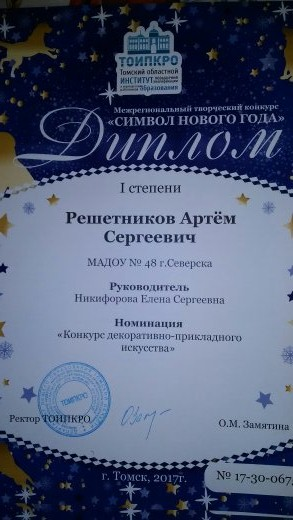 ТОИПКРО
Томский областной
ИНСТИТУТ
образования
Межрегиональный творческий конкурс
«СИМВОЛ НОВОГО ГОДА»
Диплом
I степени
Решетников Артём
Сергеевич
МАДОУ № 48 г.Северска
Руководитель
Никифорова Елена Сергеевна
Номинация
«Конкурс декоративно-прикладного
искусства»
ТОИПКРО
Ректор ТОИПКРО
О.М. Замятина
г. Томск, 2017г.
№ 17-30-067